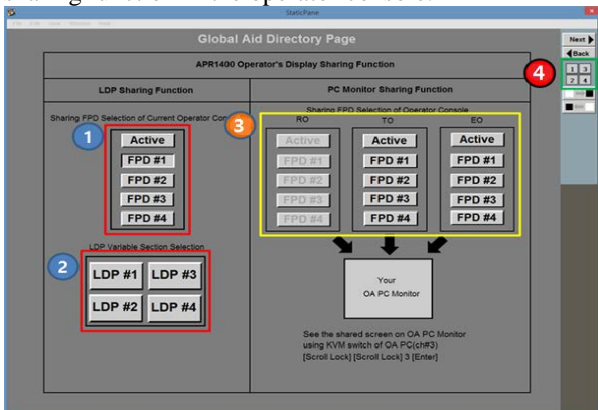 sharing function in the operator console.
StaticPane
Global Aid Directory Page
APR1400 Operator's Display Sharing Function
LDP Sharing Function
PC Monitor Sharing Function
Sharing FPD Selection of Current Operator Con
Sharing FPD Selection of Operator Console
1
3
RO
TO
EO
Active
FPD #1
FPD #2
FPD #3
FPD #4
Active
FPD #1
FPD #2
FPD #3
FPD #4
Active
FPD #1
FPD #2
FPD #3
FPD #4
Active
FPD #1
FPD #2
FPD #3
FPD #4
LDP Variable Section Selection
2
LDP #1
LDP #3
LDP #2
LDP #4
Your
OA PC Monitor
See the shared screen on OA PC Monitor
using KVM switch of OA PC(ch#3)
[Scroll Lock] [Scroll Lock] 3 [Enter]
Next
Back
4
1 3
2 4